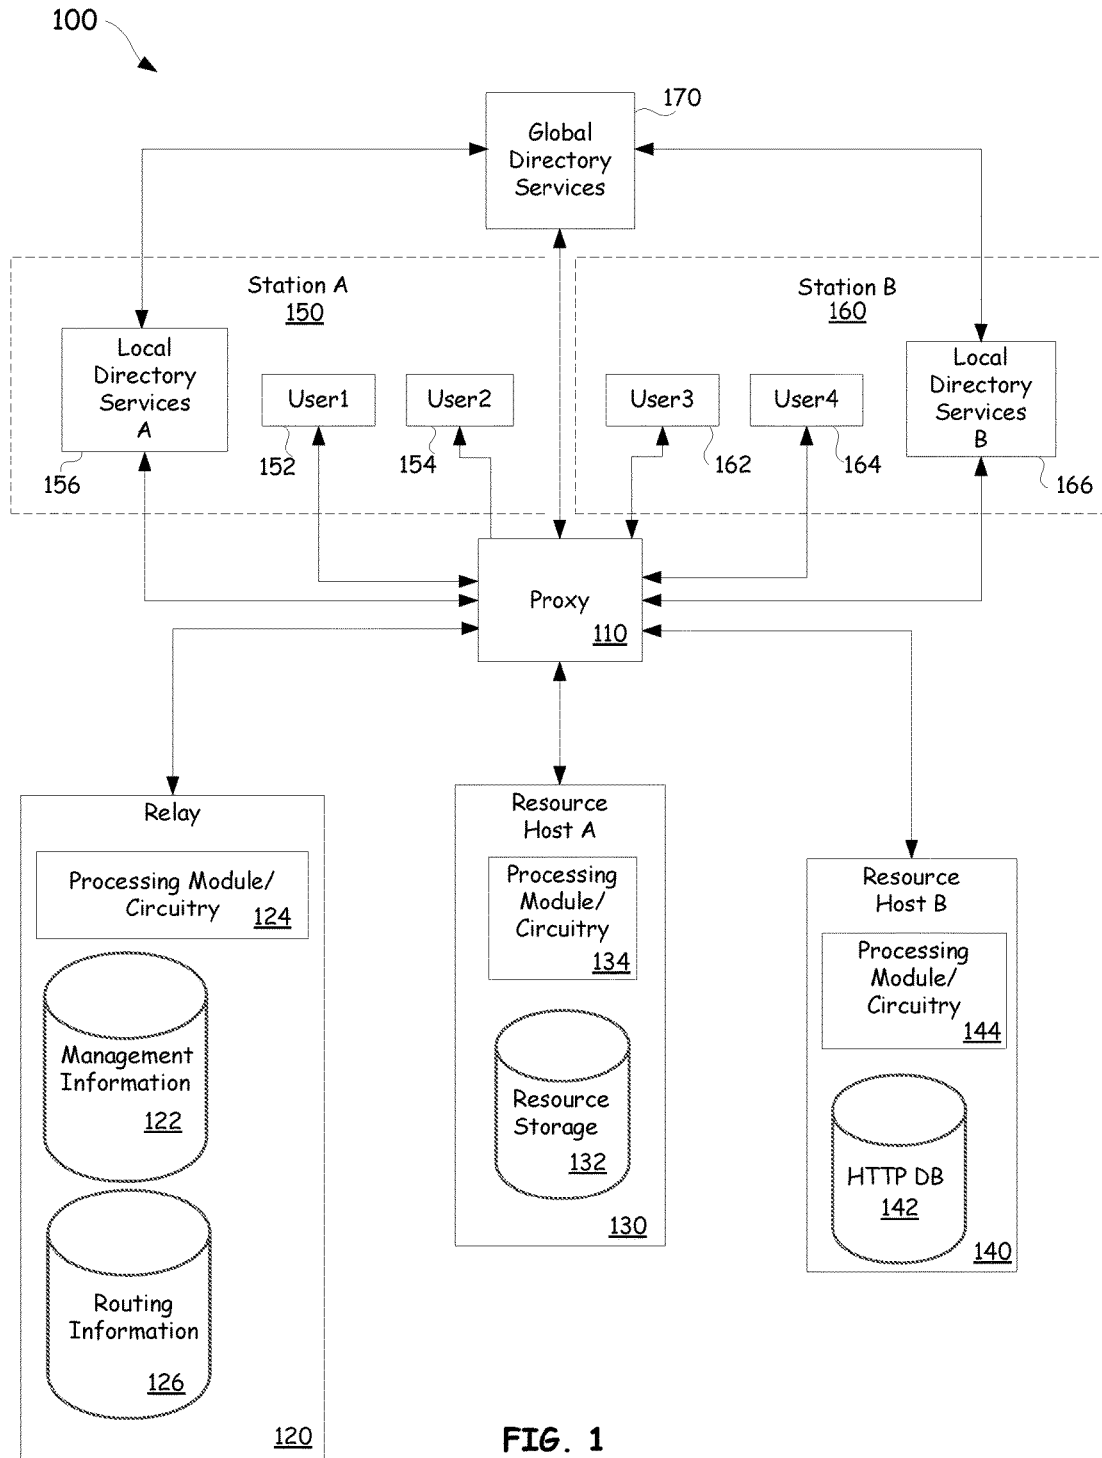 100
170
Global
Directory
Services
Station A
150
Station B
160
Local
Directory
Services
A
156
User1
152
User2
154
User3
162
User4
164
Local
Directory
Services
B
166
Proxy
110
Relay
Processing Module/
Circuitry
124
Management
Information
122
Routing
Information
126
120
Resource
Host A
Processing
Module/
Circuitry
134
Resource
Storage
132
130
Resource
Host B
Processing
Module/
Circuitry
144
HTTP DB
142
140
FIG. 1